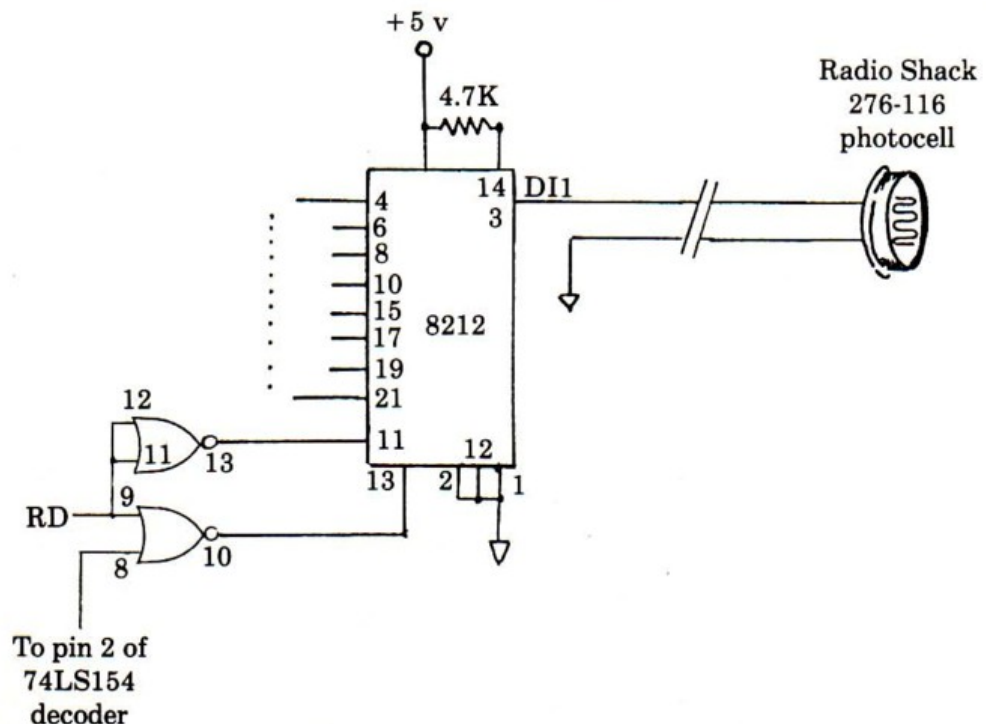 +5 v
4.7K
Radio Shack
276-116
photocell
14 DI1
3
4
6
8
10
15
17
19
21
8212
12
11
13
11
12
13
2
1
RD
9
8
10
To pin 2 of
74LS154
decoder